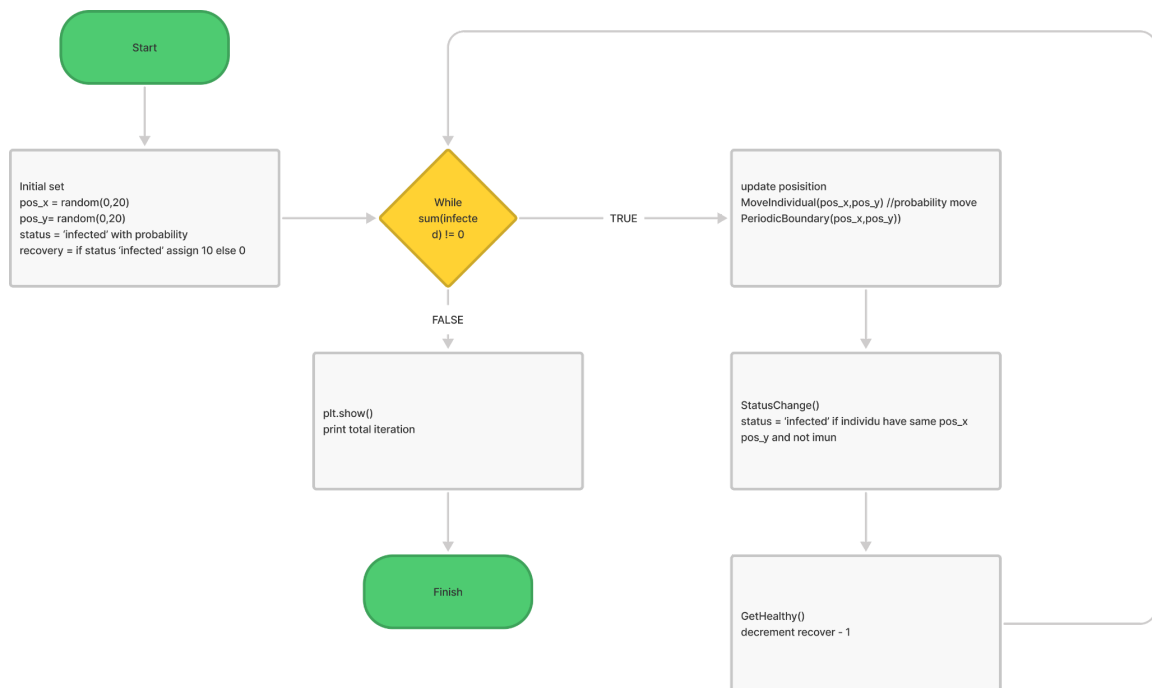 Start
Initial set
pos_x = random(0,20)
pos_y= random(0,20)
status = 'infected' with probability
recovery = if status 'infected' assign 10 else 0
While
sum(infecte
d) != 0
TRUE
update posisition
MoveIndividual(pos_x,pos_y) //probability move
PeriodicBoundary(pos_x,pos_y))
FALSE
plt.show()
print total iteration
StatusChange()
status = 'infected' if individu have same pos_x
pos_y and not imun
Finish
GetHealthy()
decrement recover - 1